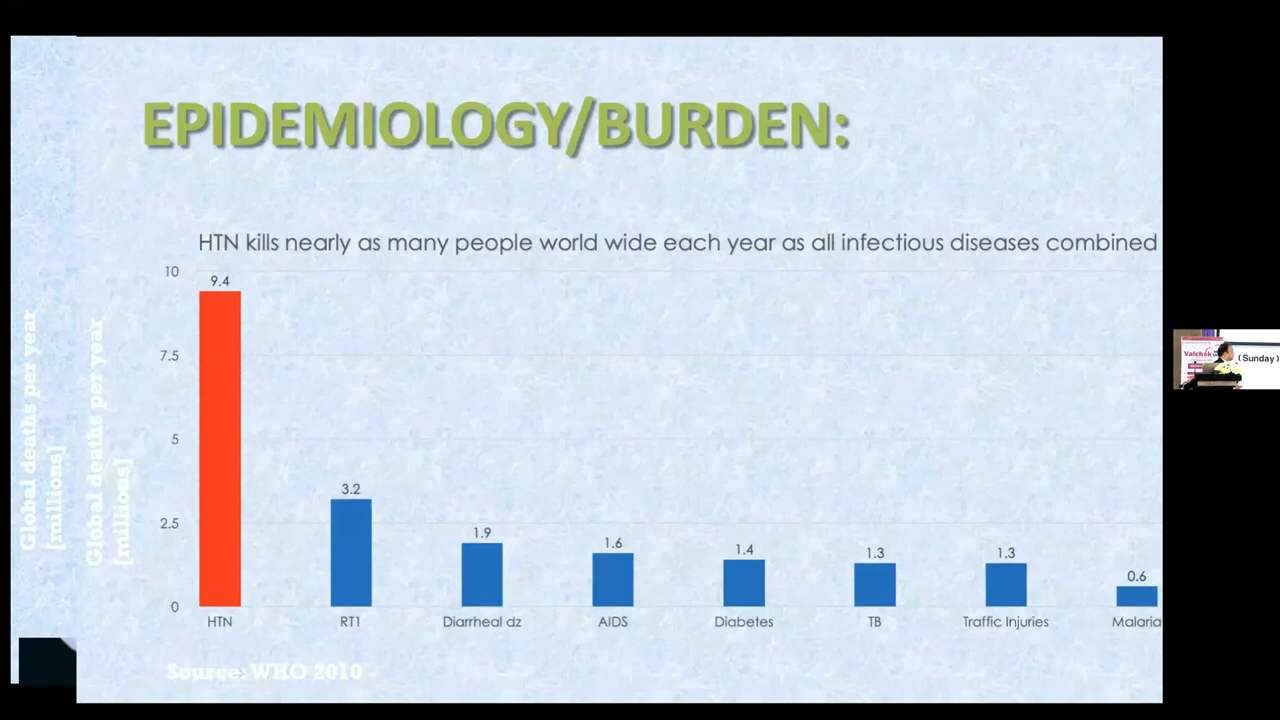 EPIDEMIOLOGY/BURDEN:
HTN kills nearly as many people world wide each year as all infectious diseases combined
Global deaths per year
[millions]
Global deaths per year
[millions]
10
7.5
5
2.5
0
9.4
3.2
1.9
1.6
1.4
1.3
1.3
0.6
HTN
RT1
Diarrheal dz
AIDS
Diabetes
TB
Traffic Injuries
Malaria
Source: WHO 2010
(Sunday)